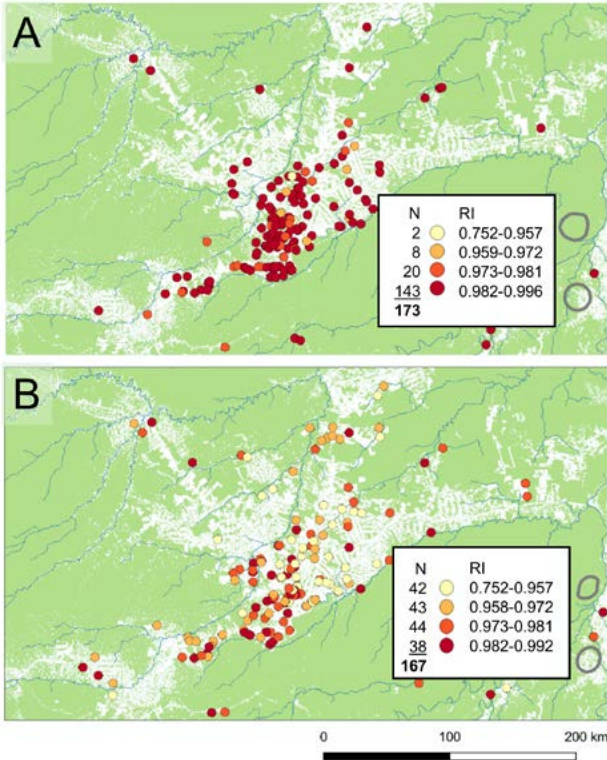 A
N RI
2 0.752-0.957
8 0.959-0.972
20 0.973-0.981
143 0.982-0.996
173
B
N RI
42 0.752-0.957
43 0.958-0.972
44 0.973-0.981
38 0.982-0.992
167
0 100 200 km